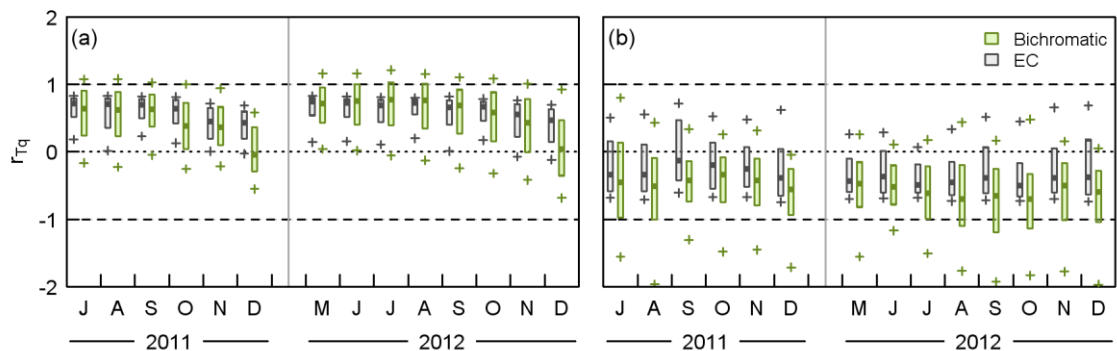 2
1
0
-1
-2
r_Tq
(a)
(b)
Bichromatic
EC
J A S O N D M J J A S O N D
J A S O N D M J J A S O N D
2011 2012
2011 2012